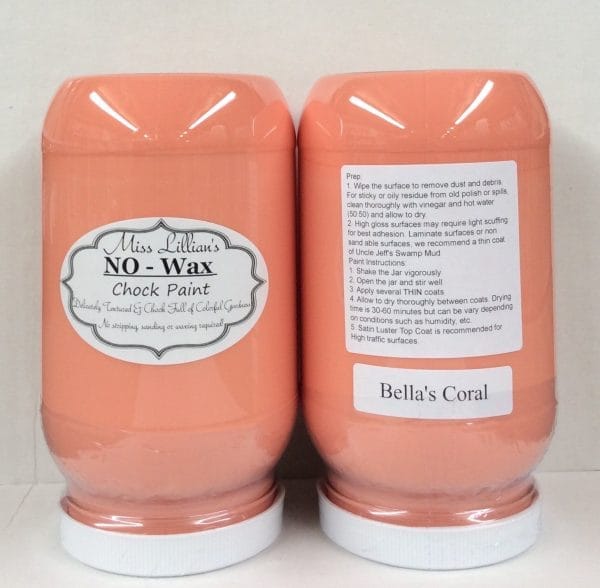 Miss Lillian's
NO - Wax
Chock Paint
Delicately Textured & Chock Full of Colorful Goodness
No stripping, sanding or waxing required!
Prep:
1. Wipe the surface to remove dust and debris.
For sticky or oily residue from old polish or spills,
clean thoroughly with vinegar and hot water
(50:50) and allow to dry.
2. High gloss surfaces may require light scuffing
for best adhesion. Laminate surfaces or non
sand able surfaces, we recommend a thin coat
of Uncle Jeff's Swamp Mud
Paint Instructions:
1. Shake the Jar vigorously
2. Open the jar and stir well
3. Apply several THIN coats
4. Allow to dry thoroughly between coats. Drying
time is 30-60 minutes but can be vary depending
on conditions such as humidity, etc.
5. Satin Luster Top Coat is recommended for
High traffic surfaces.
Bella's Coral